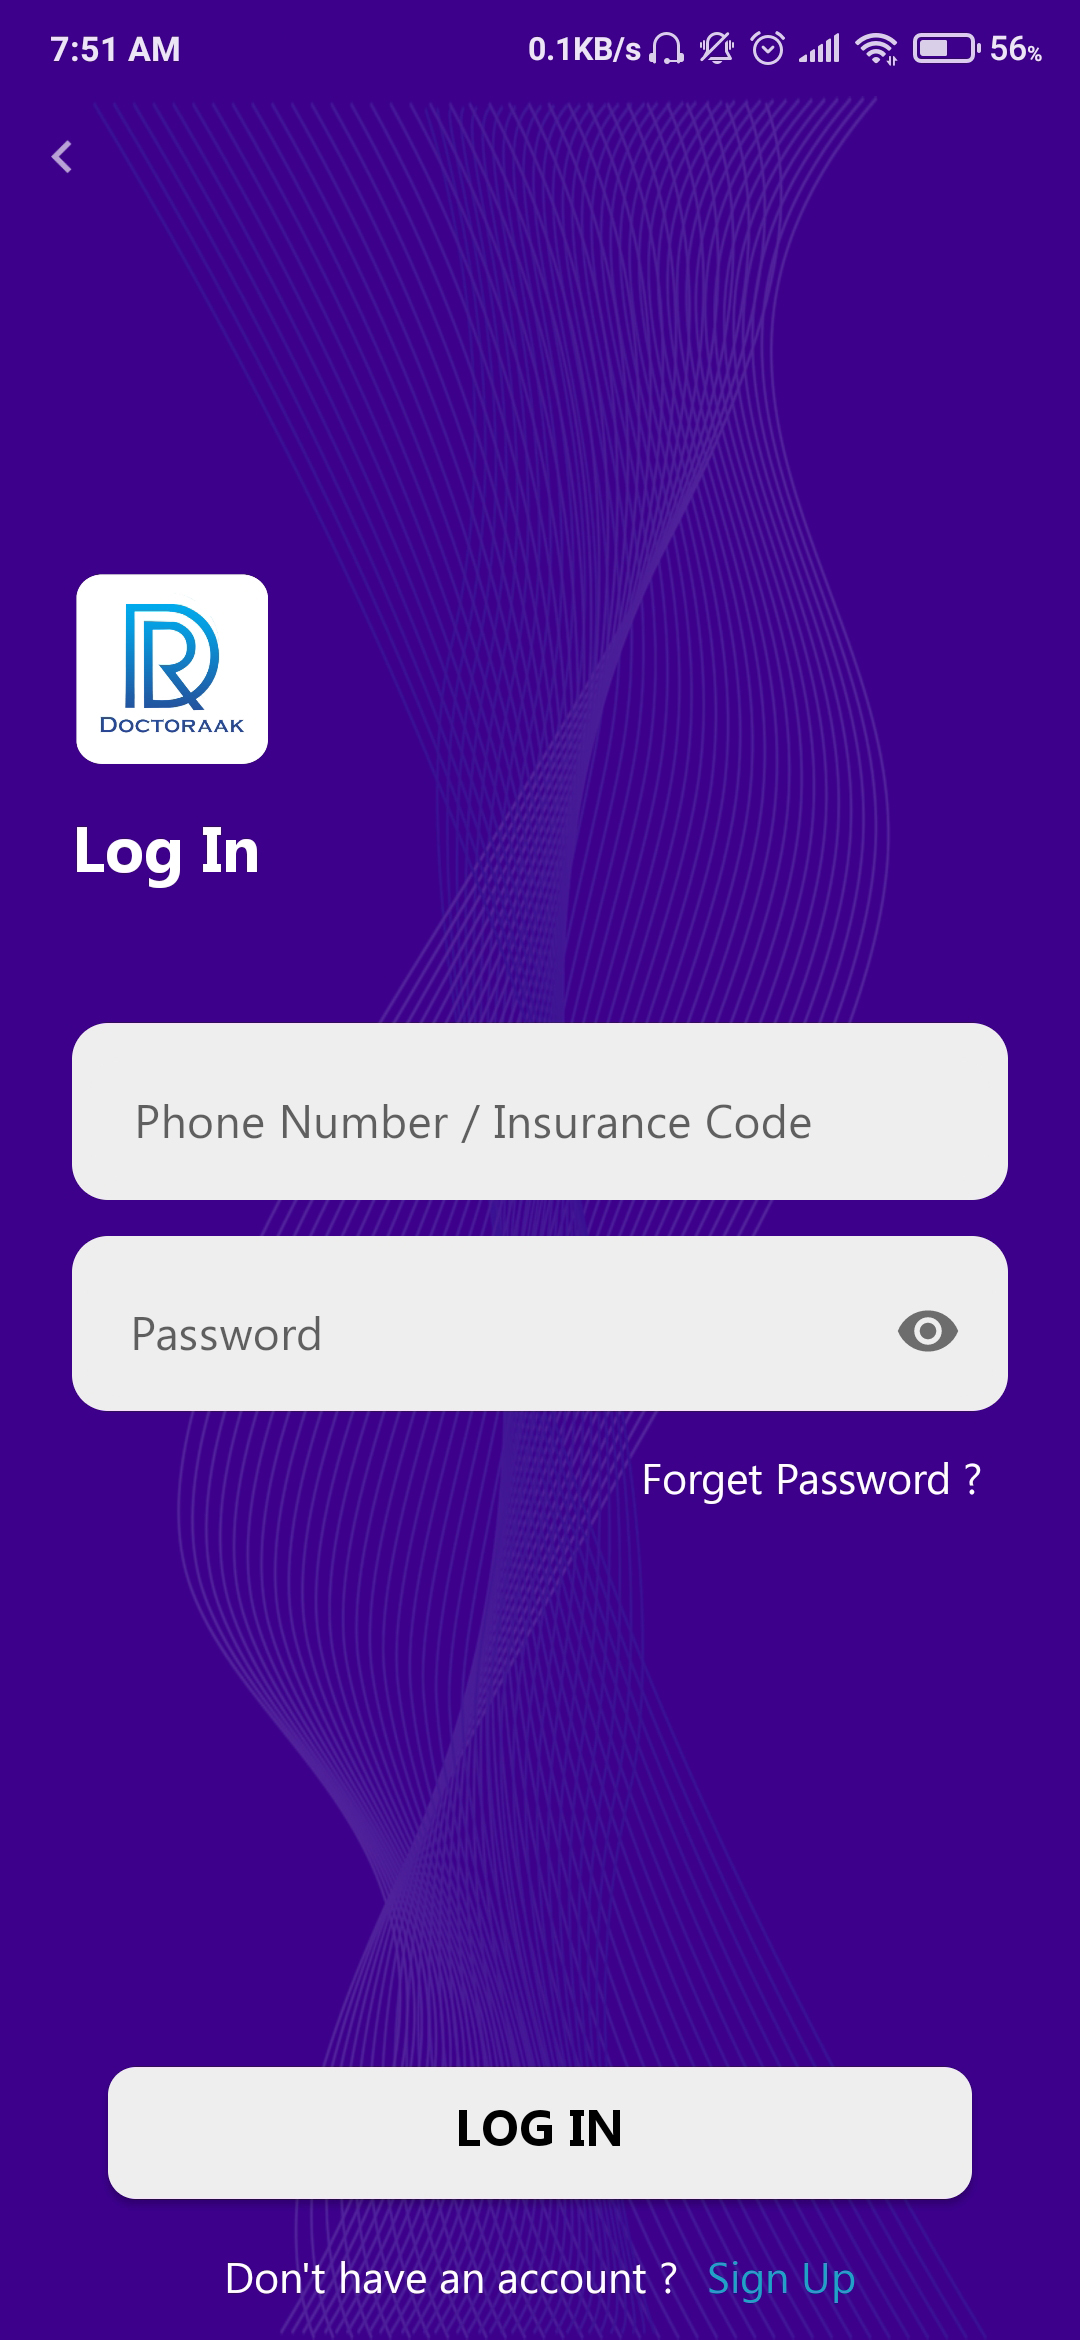 7:51 AM 0.1KB/s 56%
DOCTORAAK
Log In
Phone Number / Insurance Code
Password
Forget Password ?
LOG IN
Don't have an account ? Sign Up